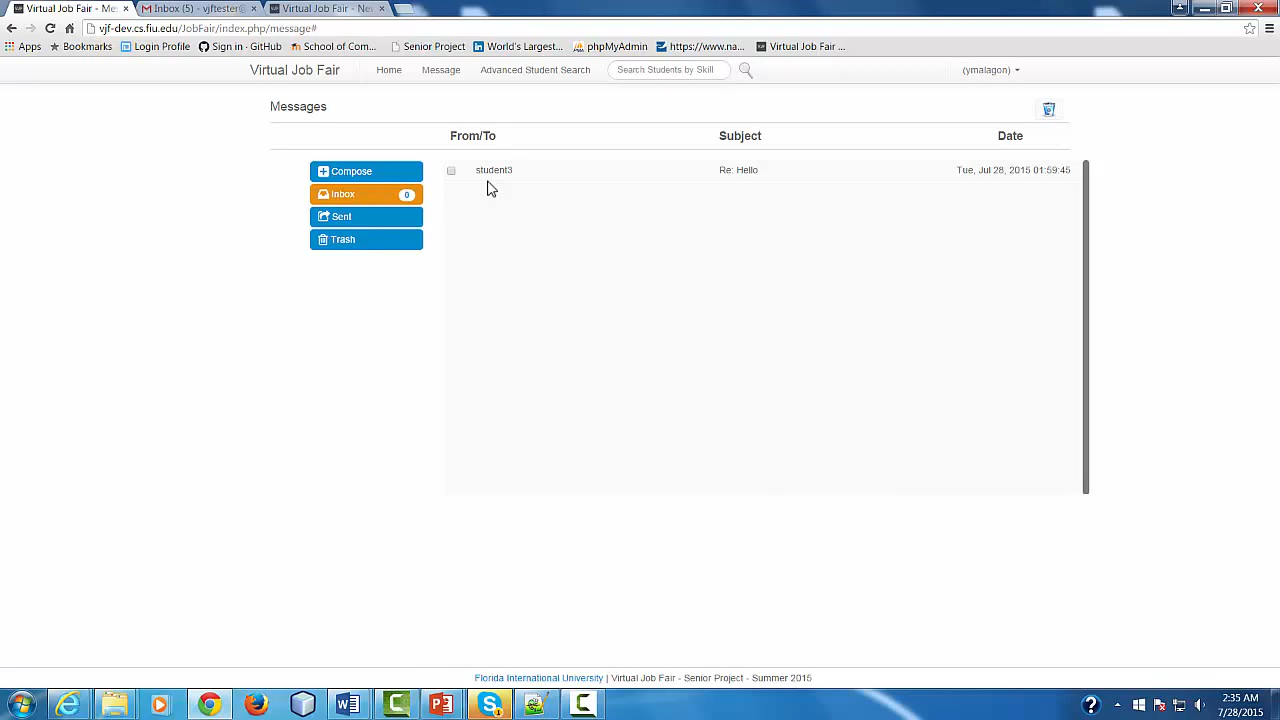 Virtual Job Fair - Me
Inbox (5) - vjftester@
Virtual Job Fair - Ne
vjf-dev.cs.fiu.edu/JobFair/index.php/message#
Apps
Bookmarks
Login Profile
Sign in · GitHub
School of Com...
Senior Project
World's Largest...
phpMyAdmin
https://www.na...
Virtual Job Fair ...
Virtual Job Fair
Home
Message
Advanced Student Search
Search Students by Skill
(ymalagon)
Messages
From/To Subject Date
Compose
Inbox 0
Sent
Trash
student3 Re: Hello Tue, Jul 28, 2015 01:59:45
Florida International University | Virtual Job Fair - Senior Project - Summer 2015
2:35 AM
7/28/2015